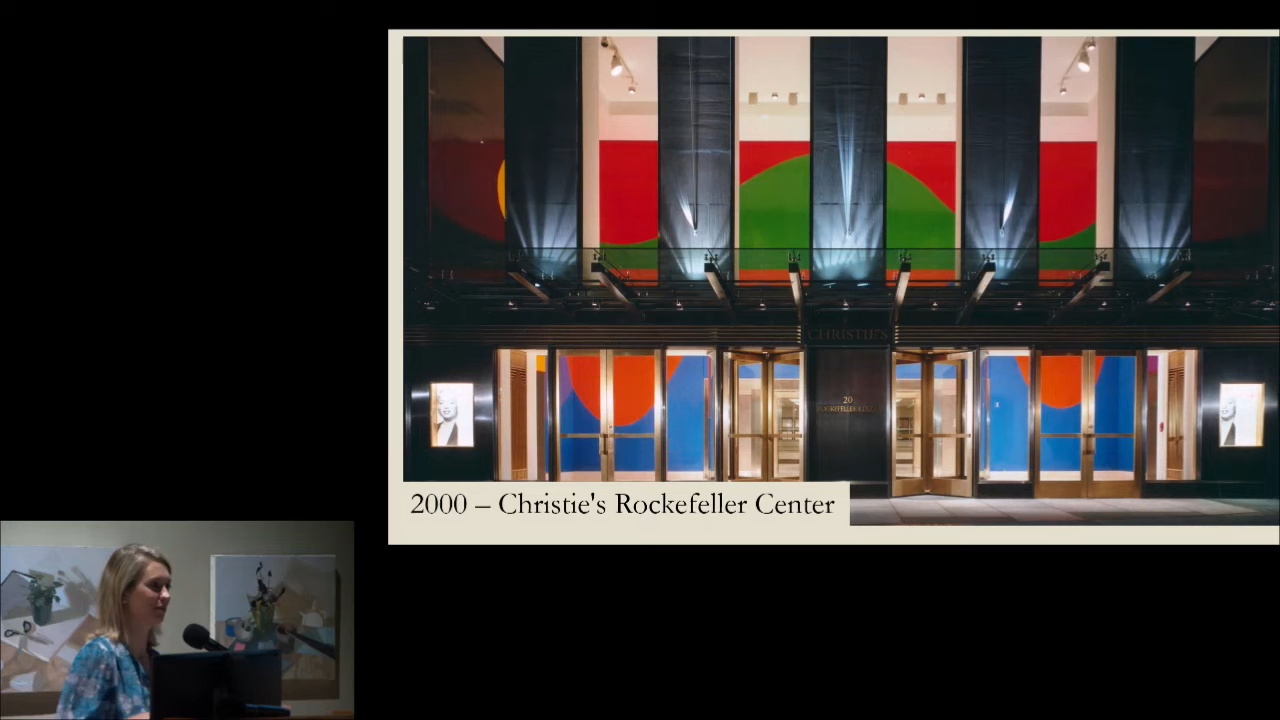 CHRISTIE'S
20
ROCKEFELLER PLAZA
2000 – Christie's Rockefeller Center